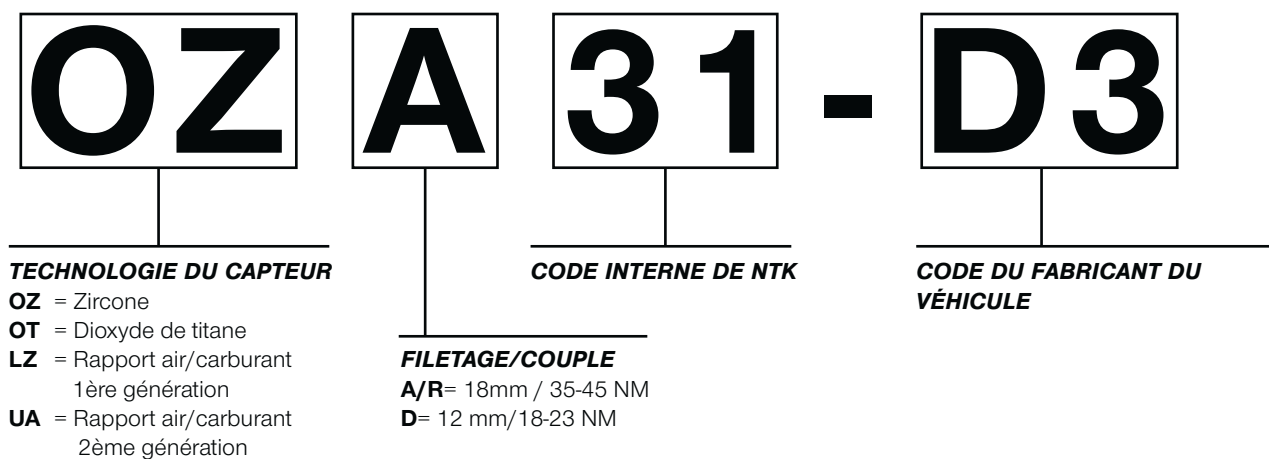 OZ A 31 - D3
TECHNOLOGIE DU CAPTEUR
OZ = Zircone
OT = Dioxyde de titane
LZ = Rapport air/carburant
1ère génération
UA = Rapport air/carburant
2ème génération
FILETAGE/COUPLE
A/R= 18mm / 35-45 NM
D= 12 mm/18-23 NM
CODE INTERNE DE NTK
CODE DU FABRICANT DU
VÉHICULE